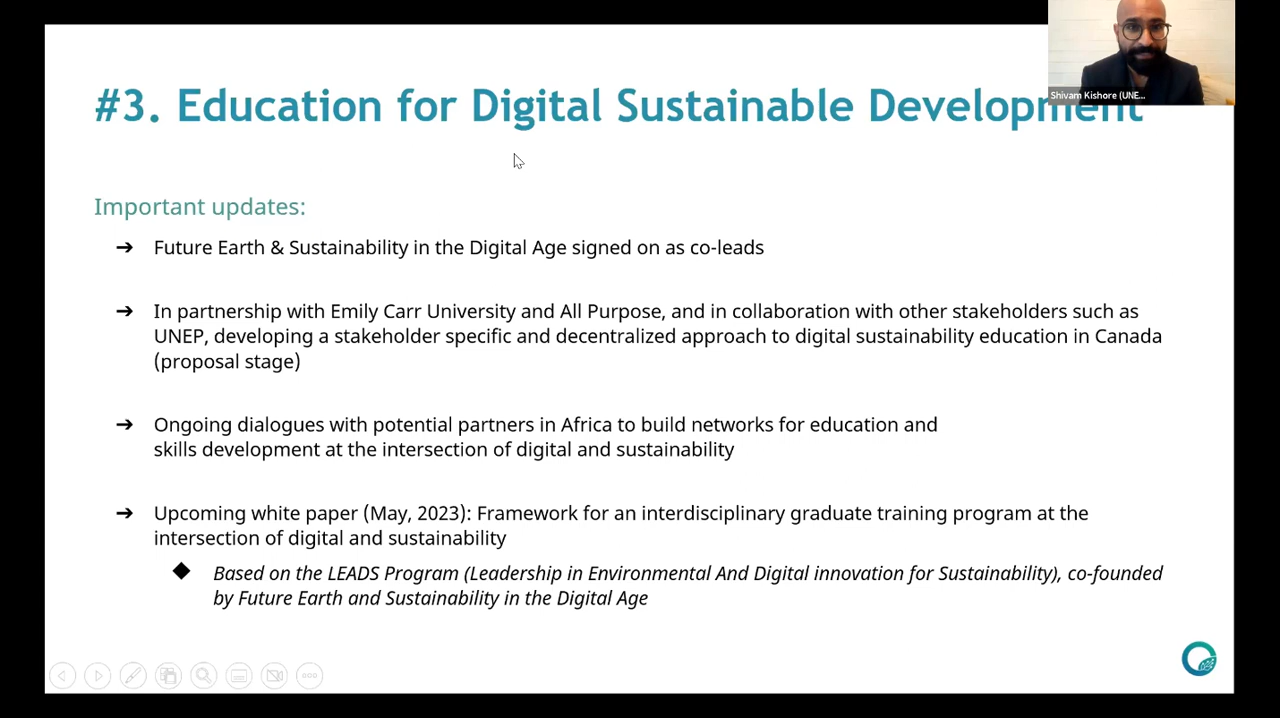 #3. Education for Digital Sustainable Development
Shivam Kishore (UNE...
Important updates:
➔ Future Earth & Sustainability in the Digital Age signed on as co-leads
➔ In partnership with Emily Carr University and All Purpose, and in collaboration with other stakeholders such as
UNEP, developing a stakeholder specific and decentralized approach to digital sustainability education in Canada
(proposal stage)
➔ Ongoing dialogues with potential partners in Africa to build networks for education and
skills development at the intersection of digital and sustainability
➔ Upcoming white paper (May, 2023): Framework for an interdisciplinary graduate training program at the
intersection of digital and sustainability
◆ Based on the LEADS Program (Leadership in Environmental And Digital innovation for Sustainability), co-founded
by Future Earth and Sustainability in the Digital Age